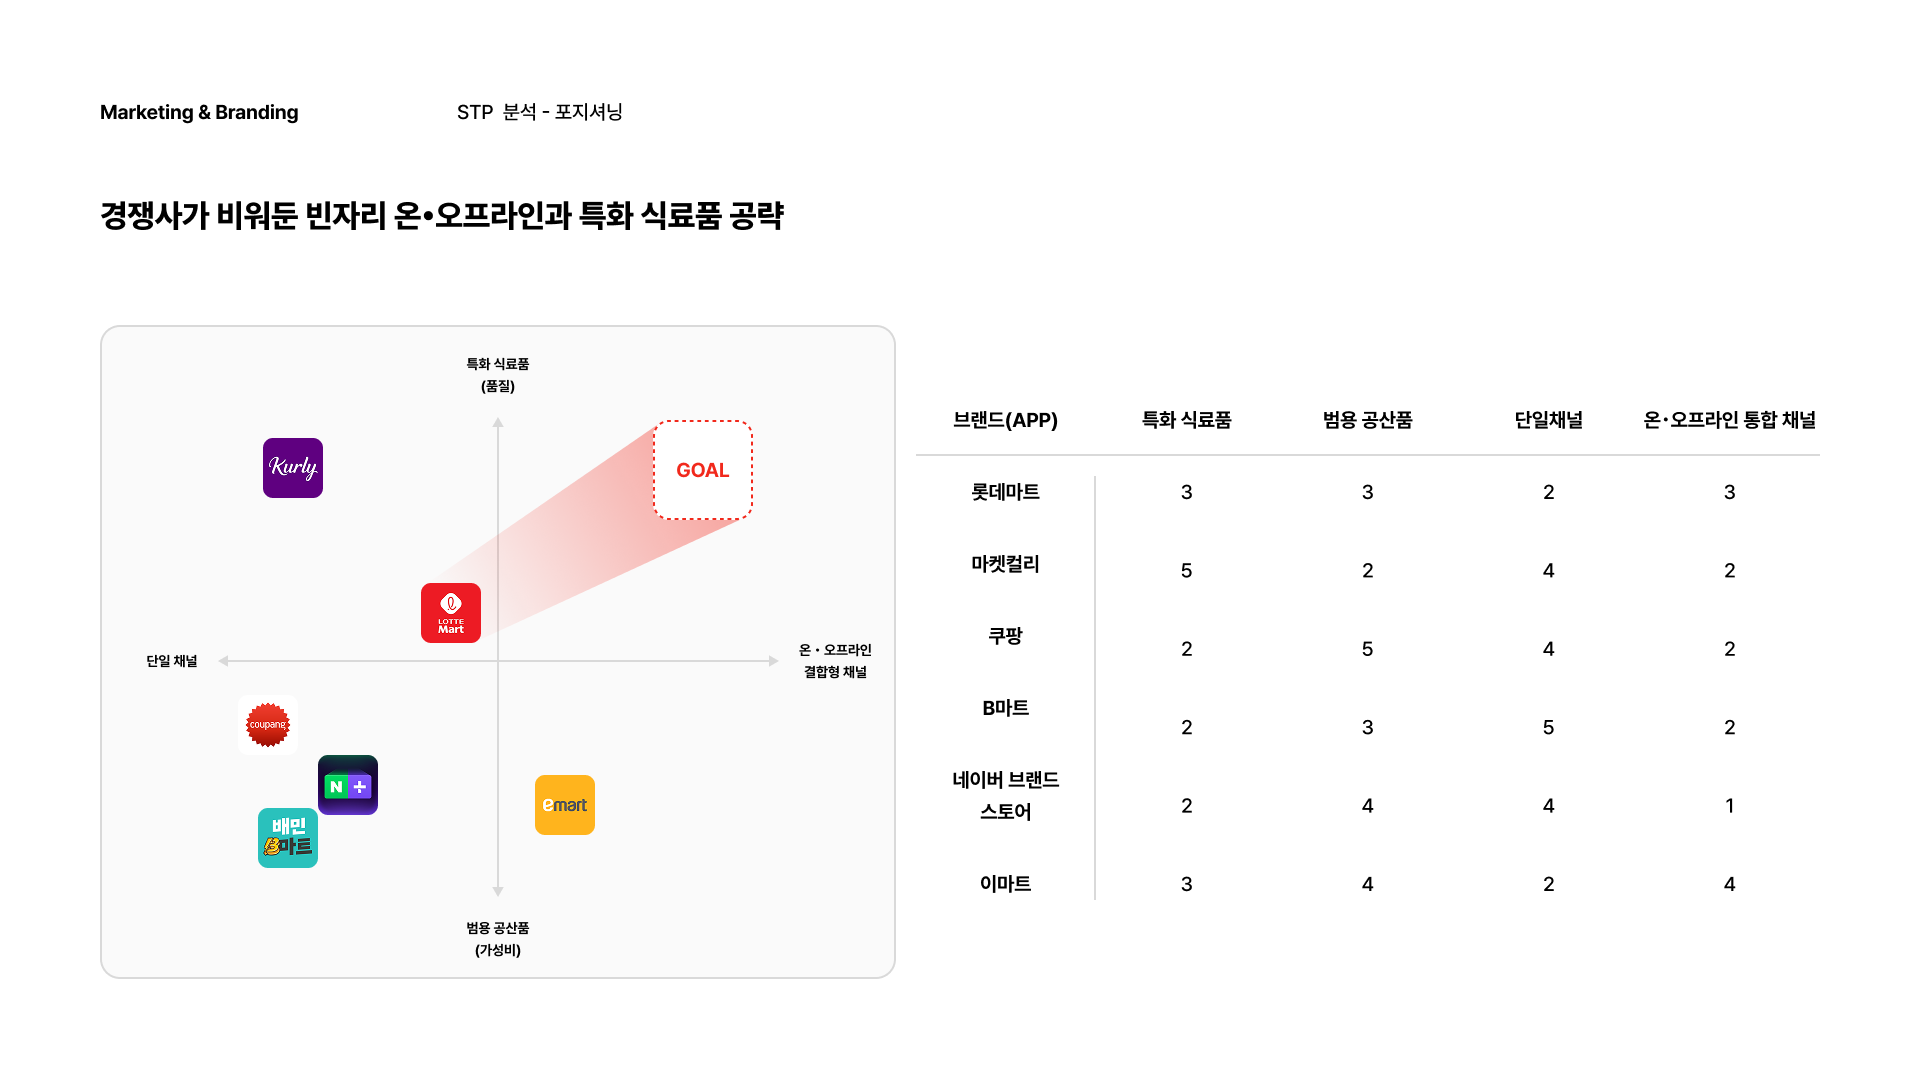 Marketing & Branding
STP 분석 - 포지셔닝
경쟁사가 비워둔 빈자리 온•오프라인과 특화 식료품 공략
특화 식료품
(품질)
Kurly
GOAL
LOTTE
Mart
단일 채널
온・오프라인
결합형 채널
coupang
N+
emart
배민
B마트
범용 공산품
(가성비)
브랜드(APP) 특화 식료품 범용 공산품 단일채널 온·오프라인 통합 채널
롯데마트 3 3 2 3
마켓컬리 5 2 4 2
쿠팡 2 5 4 2
B마트 2 3 5 2
네이버 브랜드
스토어 2 4 4 1
이마트 3 4 2 4